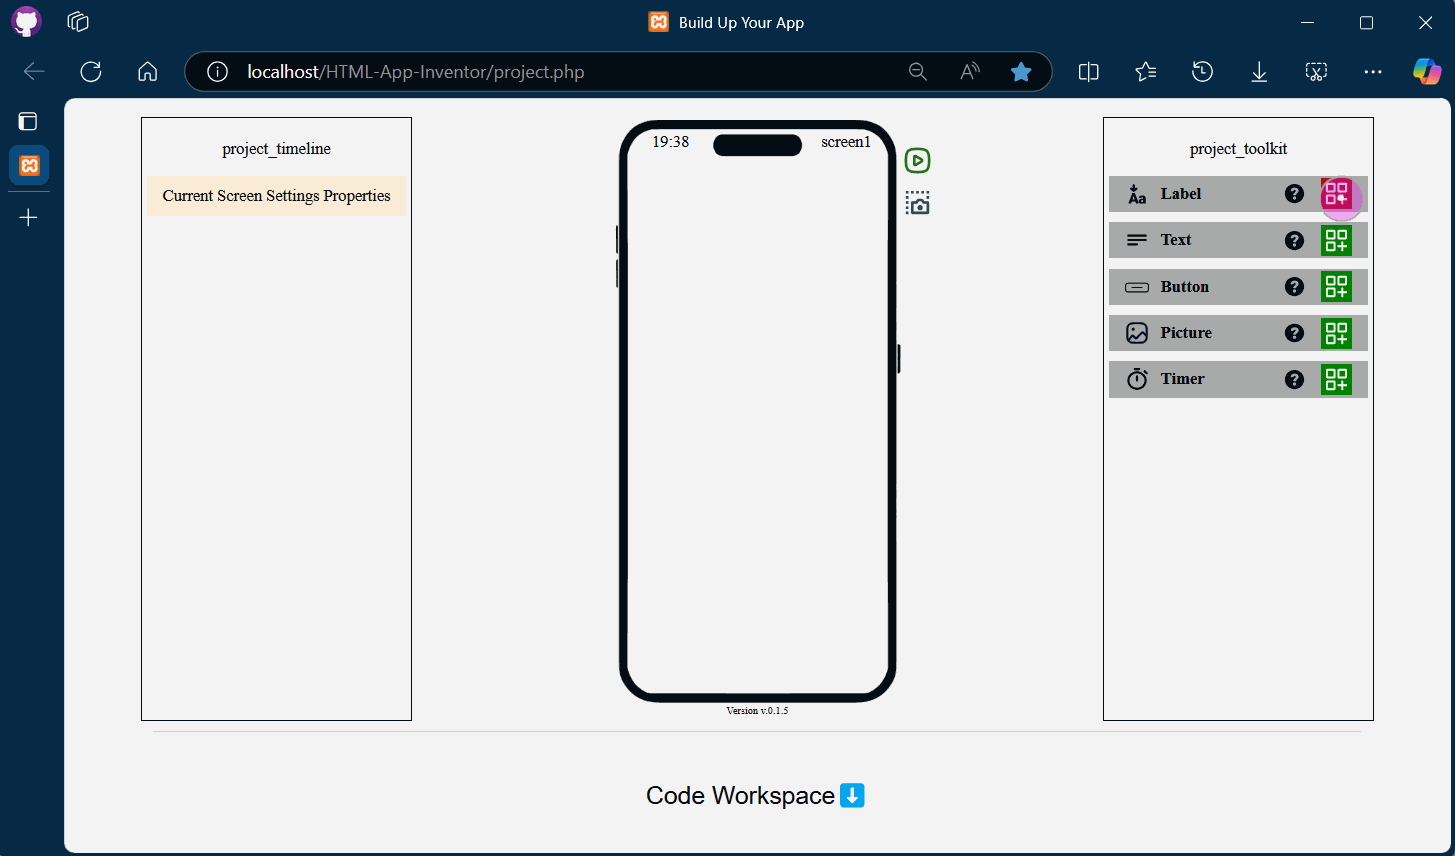 Build Up Your App
localhost/HTML-App-Inventor/project.php
project_timeline
Current Screen Settings Properties
19:38
screen1
Version v.0.1.5
project_toolkit
Aa Label ?
Text ?
Button ?
Picture ?
Timer ?
Code Workspace